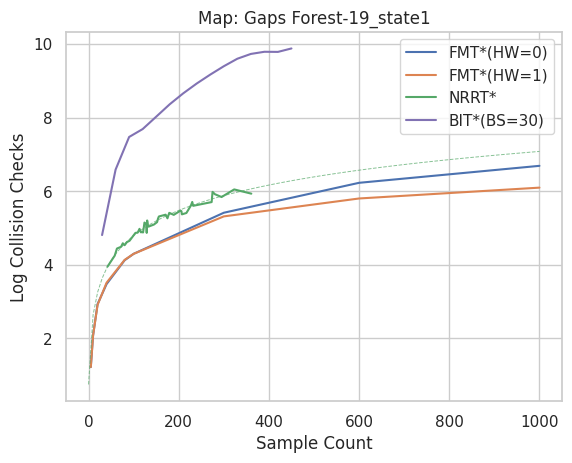 Map: Gaps Forest-19_state1
FMT*(HW=0)
FMT*(HW=1)
NRRT*
BIT*(BS=30)
Log Collision Checks
10
8
6
4
2
0
200
400
600
800
1000
Sample Count